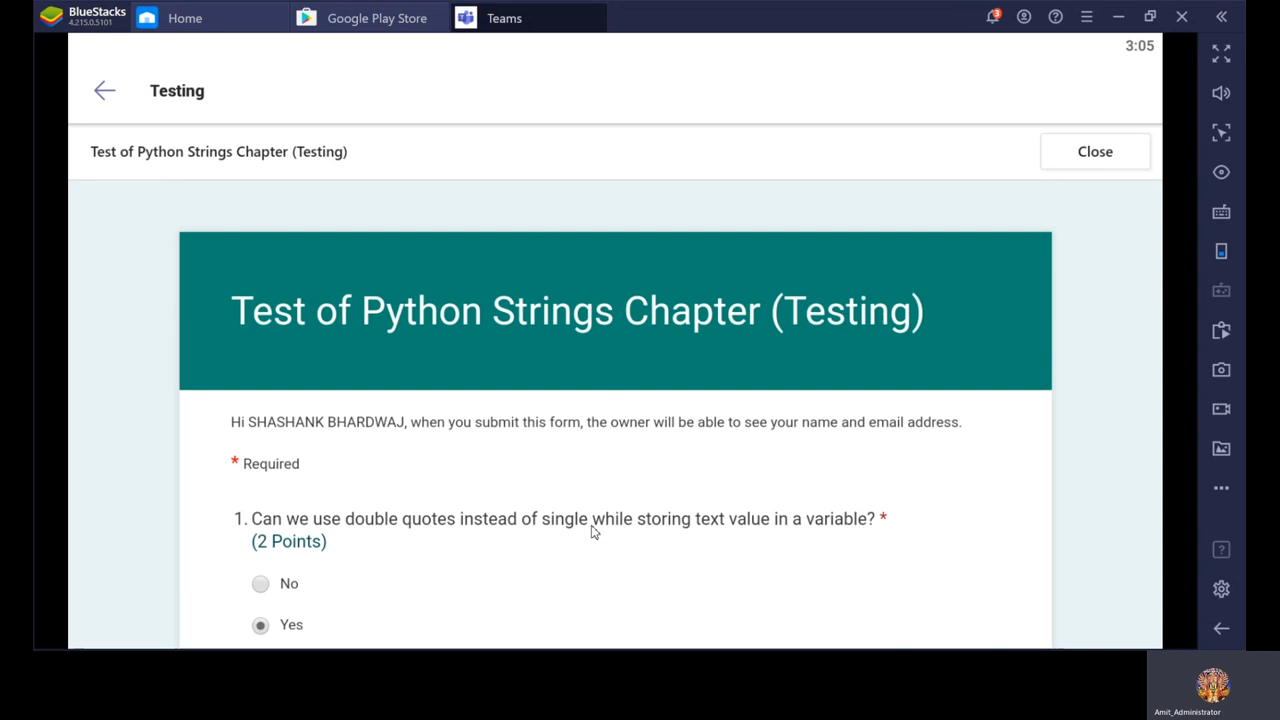 BlueStacks
4.215.0.5101
Home
Google Play Store
Teams
3
3:05
Testing
Test of Python Strings Chapter (Testing)
Close
Test of Python Strings Chapter (Testing)
Hi SHASHANK BHARDWAJ, when you submit this form, the owner will be able to see your name and email address.
* Required
1. Can we use double quotes instead of single while storing text value in a variable? *
(2 Points)
No
Yes
Amit_Administrator